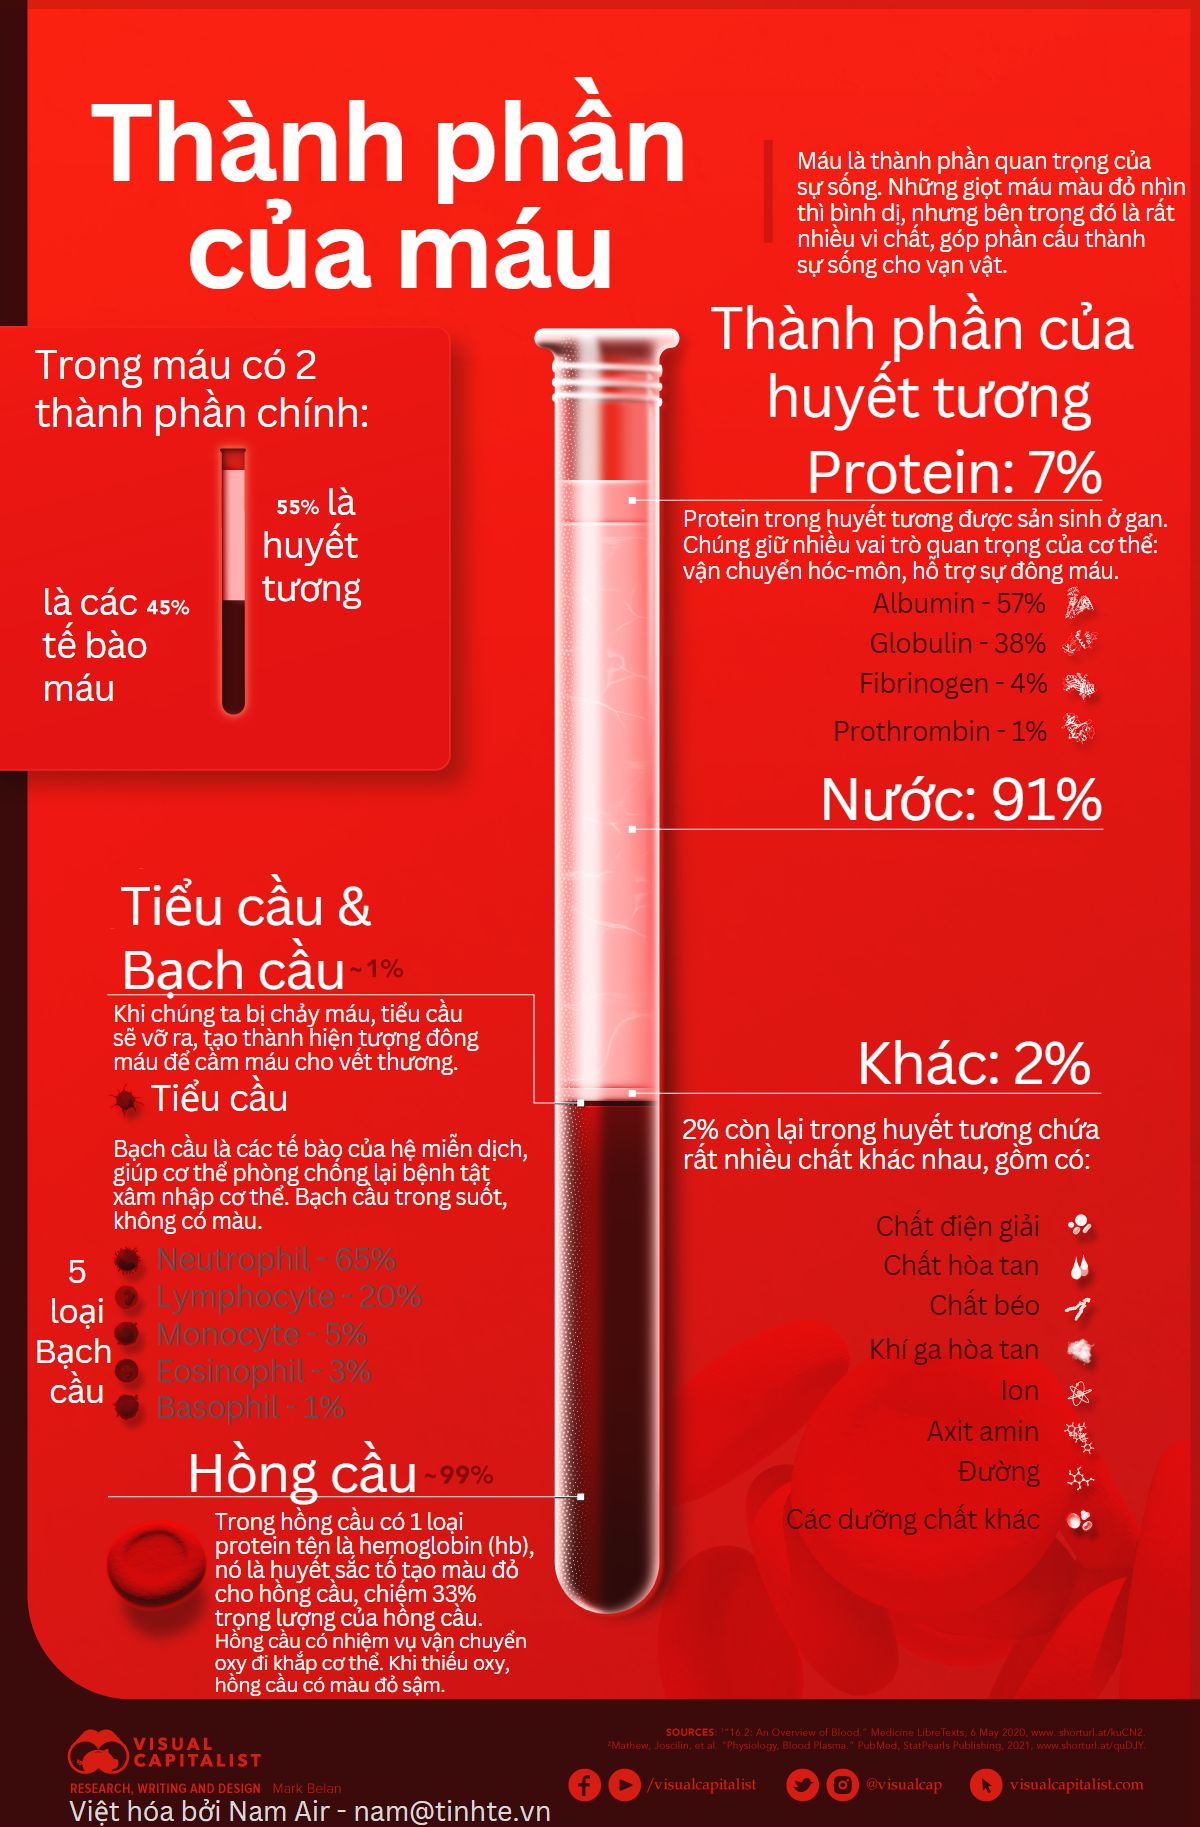 Thành phần
của máu
Máu là thành phần quan trọng của
sự sống. Những giọt máu màu đỏ nhìn
thì bình dị, nhưng bên trong đó là rất
nhiều vi chất, góp phần cấu thành
sự sống cho vạn vật.
Trong máu có 2
thành phần chính:
55% là
huyết
tương
là các 45%
tế bào
máu
Thành phần của
huyết tương
Protein: 7%
Protein trong huyết tương được sản sinh ở gan.
Chúng giữ nhiều vai trò quan trọng của cơ thể:
vận chuyển hóc-môn, hỗ trợ sự đông máu.
Albumin - 57%
Globulin - 38%
Fibrinogen - 4%
Prothrombin - 1%
Nước: 91%
Tiểu cầu &
Bạch cầu ~1%
Khi chúng ta bị chảy máu, tiểu cầu
sẽ vỡ ra, tạo thành hiện tượng đông
máu để cầm máu cho vết thương.
Tiểu cầu
Bạch cầu là các tế bào của hệ miễn dịch,
giúp cơ thể phòng chống lại bệnh tật
xâm nhập cơ thể. Bạch cầu trong suốt,
không có màu.
5
loại
Bạch
cầu
Neutrophil - 65%
Lymphocyte - 20%
Monocyte - 5%
Eosinophil - 3%
Basophil - 1%
Khác: 2%
2% còn lại trong huyết tương chứa
rất nhiều chất khác nhau, gồm có:
Chất điện giải
Chất hòa tan
Chất béo
Khí ga hòa tan
Ion
Axit amin
Đường
Các dưỡng chất khác
Hồng cầu ~99%
Trong hồng cầu có 1 loại
protein tên là hemoglobin (hb),
nó là huyết sắc tố tạo màu đỏ
cho hồng cầu, chiếm 33%
trọng lượng của hồng cầu.
Hồng cầu có nhiệm vụ vận chuyển
oxy đi khắp cơ thể. Khi thiếu oxy,
hồng cầu có màu đỏ sậm.
VISUAL
CAPITALIST
RESEARCH, WRITING AND DESIGN Mark Belan
Việt hóa bởi Nam Air - nam@tinhte.vn
SOURCES: ¹"16.2: An Overview of Blood." Medicine LibreTexts, 6 May 2020, www. shorturl.at/kuCN2.
²Mathew, Joscilin, et al. "Physiology, Blood Plasma." PubMed, StatPearls Publishing, 2021, www.shorturl.at/quDJY.
/visualcapitalist
@visualcap
visualcapitalist.com